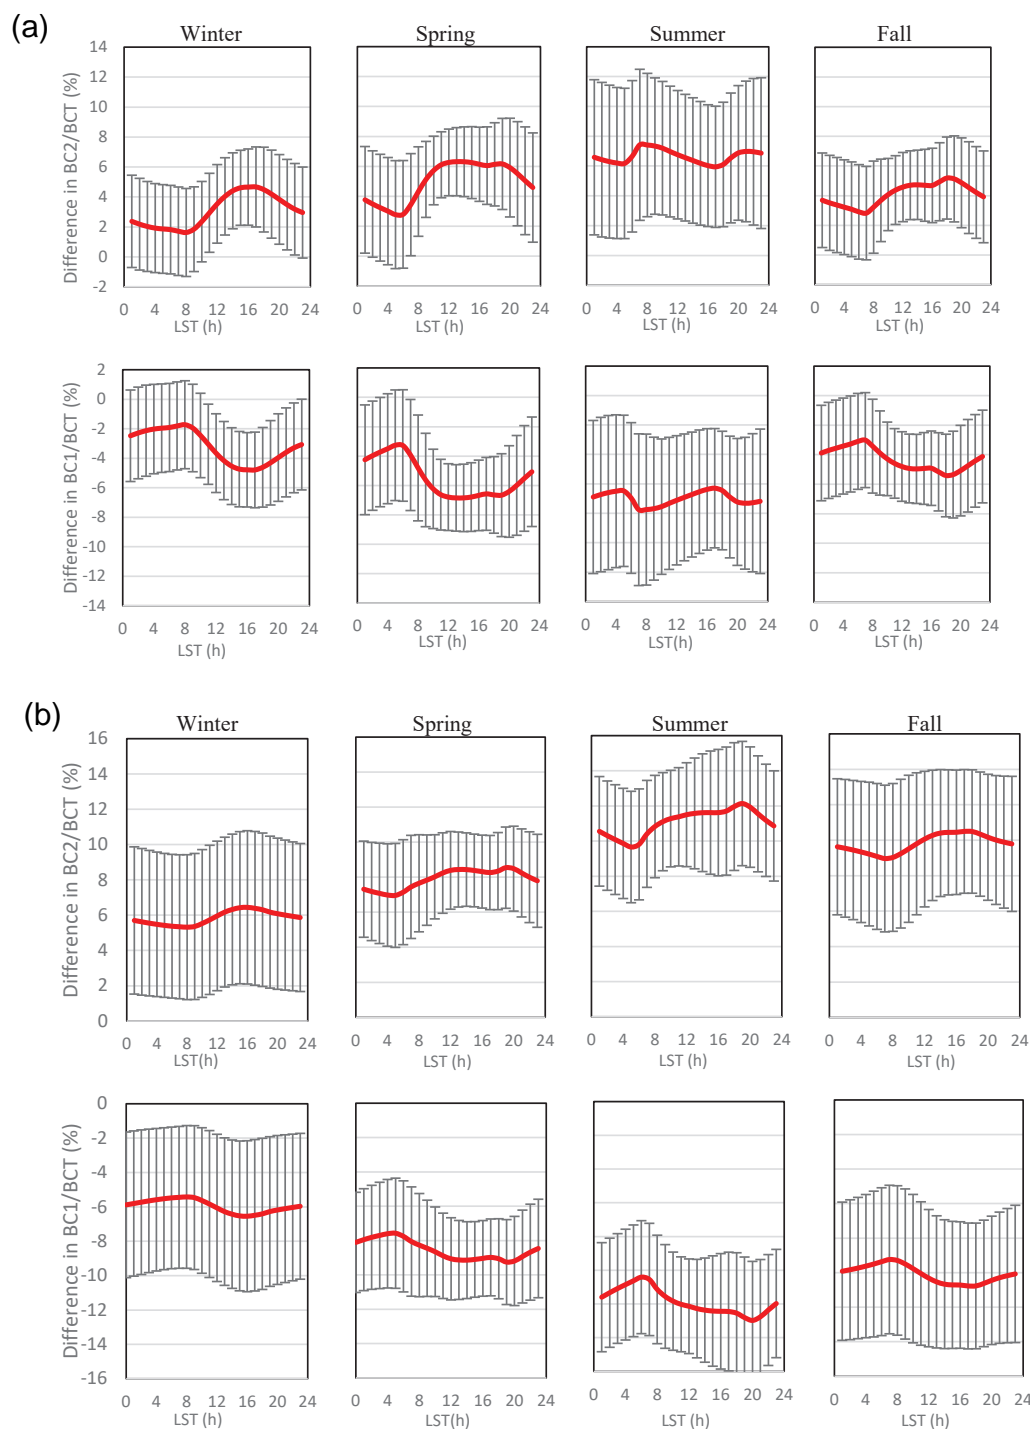 (a)
Winter Spring Summer Fall
Difference in BC2/BCT (%)
14
12
10
8
6
4
2
0
-2
0 4 8 12 16 20 24
LST (h)
0 4 8 12 16 20 24
LST (h)
0 4 8 12 16 20 24
LST (h)
0 4 8 12 16 20 24
LST (h)
Difference in BC1/BCT (%)
2
0
-2
-4
-6
-8
-10
-12
-14
0 4 8 12 16 20 24
LST (h)
0 4 8 12 16 20 24
LST (h)
0 4 8 12 16 20 24
LST(h)
0 4 8 12 16 20 24
LST (h)
(b)
Winter Spring Summer Fall
Difference in BC2/BCT (%)
16
14
12
10
8
6
4
2
0
0 4 8 12 16 20 24
LST(h)
0 4 8 12 16 20 24
LST (h)
0 4 8 12 16 20 24
LST (h)
0 4 8 12 16 20 24
LST (h)
Difference in BC1/BCT (%)
0
-2
-4
-6
-8
-10
-12
-14
-16
0 4 8 12 16 20 24
LST (h)
0 4 8 12 16 20 24
LST(h)
0 4 8 12 16 20 24
LST (h)
0 4 8 12 16 20 24
LST (h)